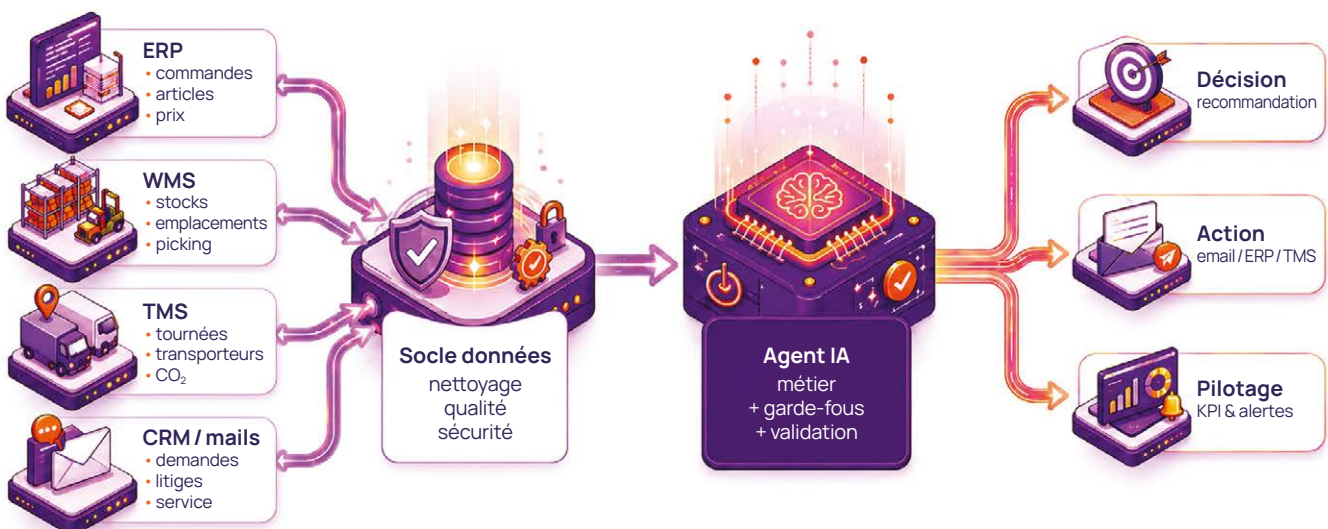 ERP
• commandes
• articles
• prix
WMS
• stocks
• emplacements
• picking
TMS
• tournées
• transporteurs
• CO₂
CRM / mails
• demandes
• litiges
• service
Socle données
nettoyage
qualité
sécurité
Agent IA
métier
+ garde-fous
+ validation
Décision
recommandation
Action
email / ERP / TMS
Pilotage
KPI & alertes